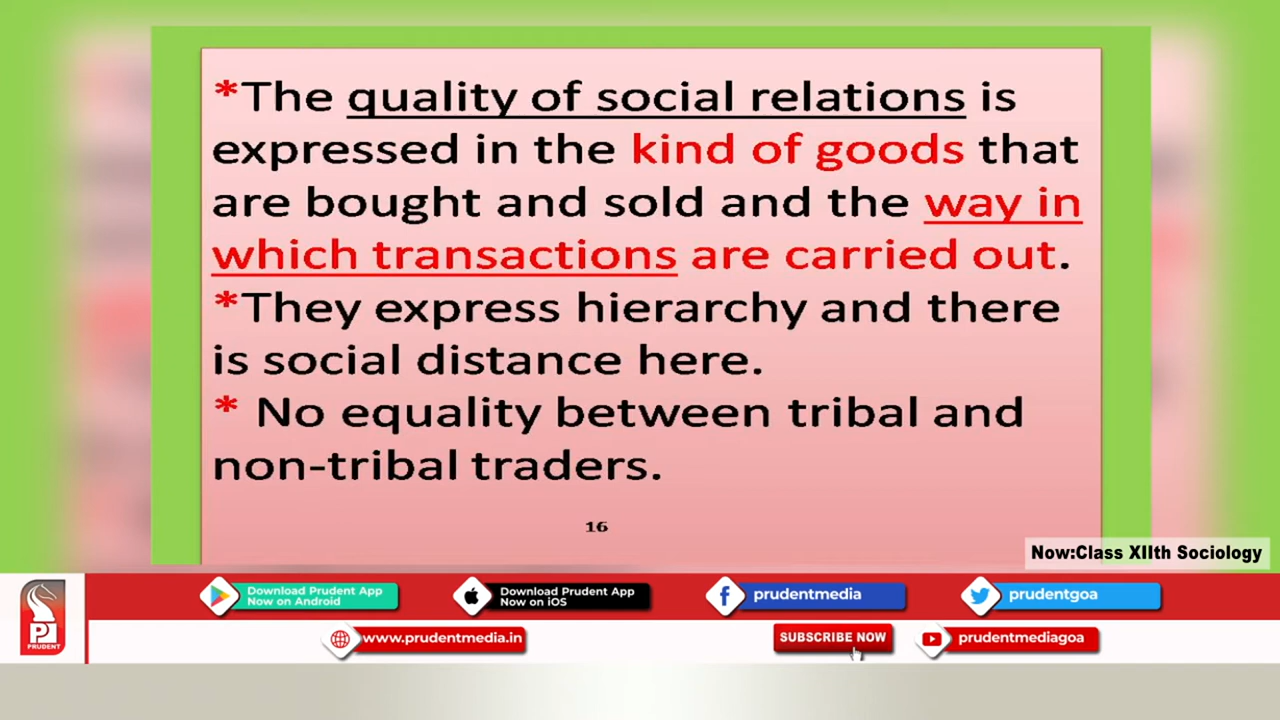 *The quality of social relations is
expressed in the kind of goods that
are bought and sold and the way in
which transactions are carried out.
*They express hierarchy and there
is social distance here.
* No equality between tribal and
non-tribal traders.
16
Now:Class XIIth Sociology
Download Prudent App
Now on Android
Download Prudent App
Now on iOS
prudentmedia
prudentgoa
PRUDENT
www.prudentmedia.in
SUBSCRIBE NOW
prudentmediagoa